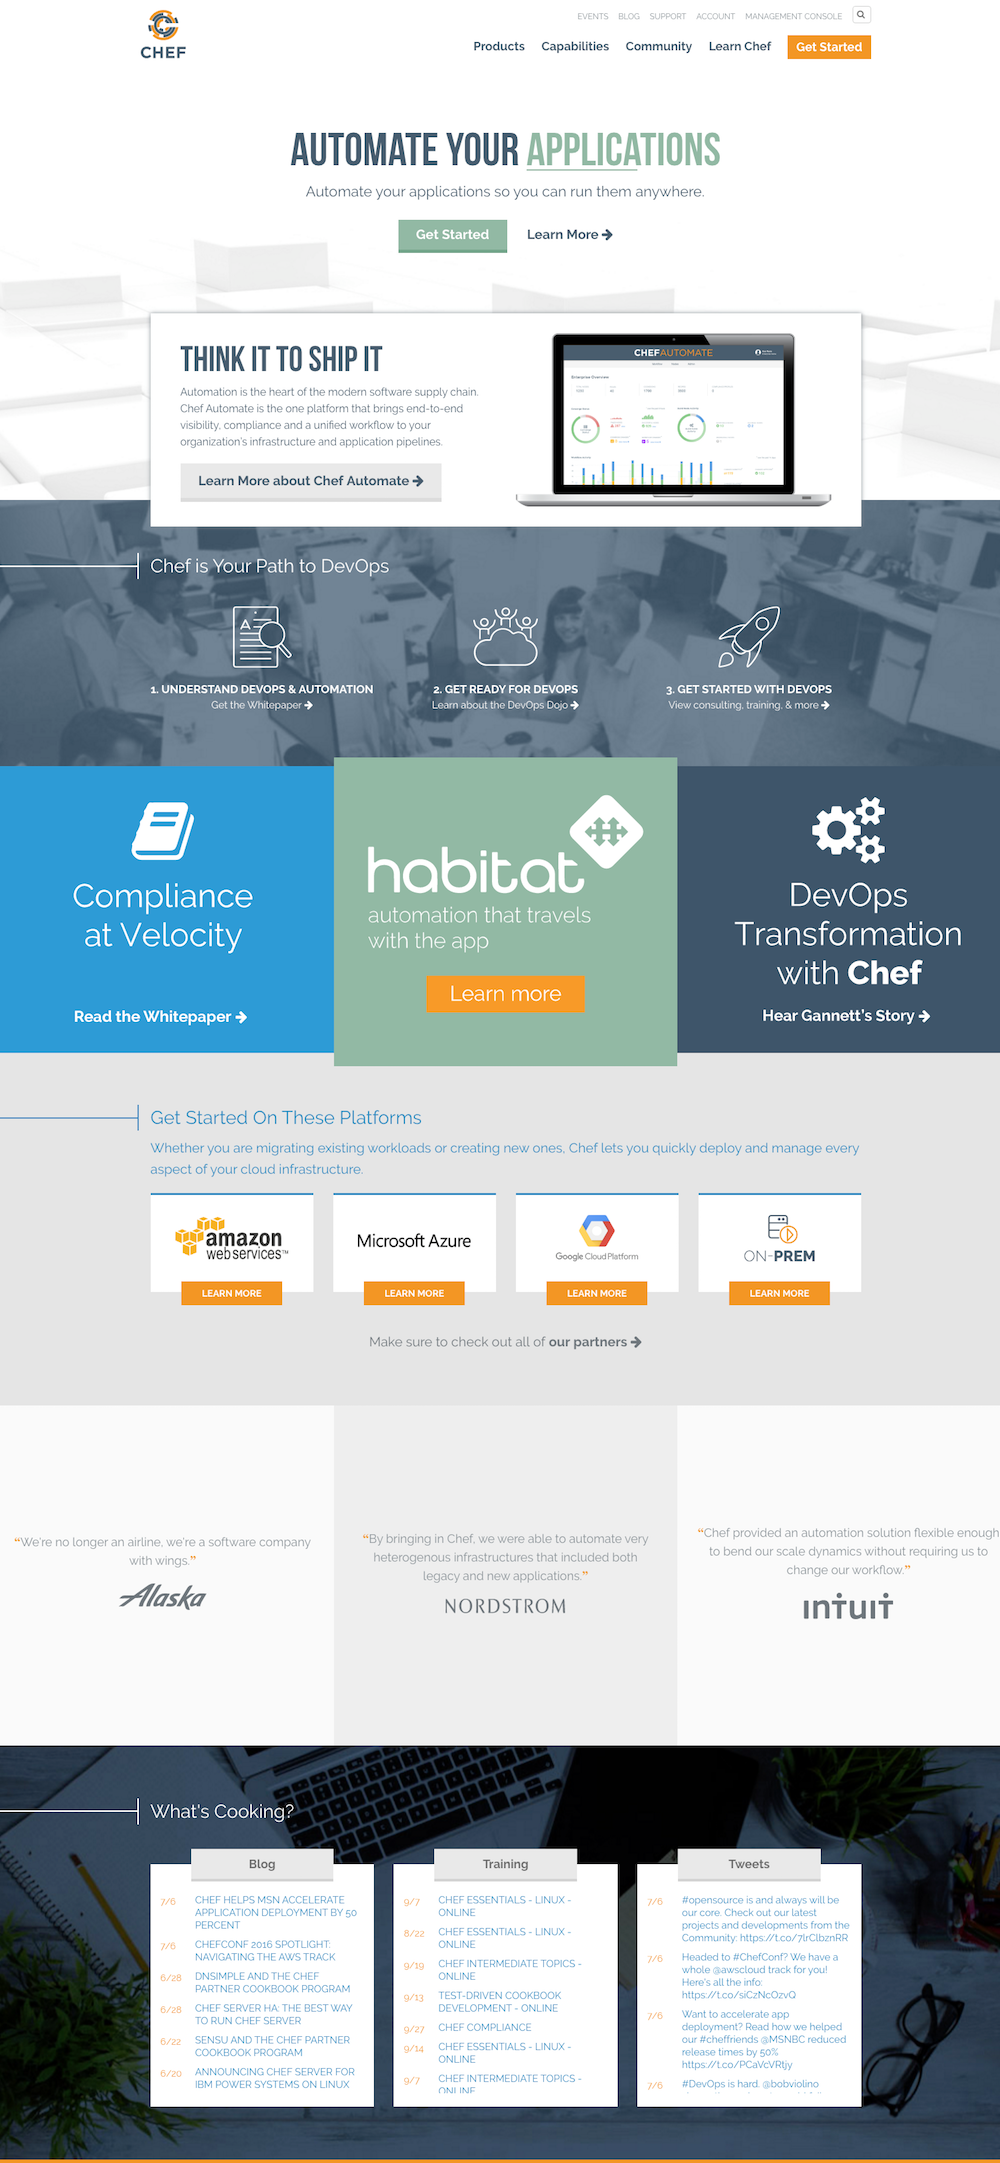 EVENTS BLOG SUPPORT ACCOUNT MANAGEMENT CONSOLE
CHEF
Products Capabilities Community Learn Chef Get Started
AUTOMATE YOUR APPLICATIONS
Automate your applications so you can run them anywhere.
Get Started Learn More
THINK IT TO SHIP IT
Automation is the heart of the modern software supply chain.
Chef Automate is the one platform that brings end-to-end
visibility, compliance and a unified workflow to your
organization's infrastructure and application pipelines.
Learn More about Chef Automate
CHEFAUTOMATE
Enterprise Overview
Chef is Your Path to DevOps
1. UNDERSTAND DEVOPS & AUTOMATION
Get the Whitepaper
2. GET READY FOR DEVOPS
Learn about the DevOps Dojo
3. GET STARTED WITH DEVOPS
View consulting, training, & more
Compliance
at Velocity
Read the Whitepaper
habitat
automation that travels
with the app
Learn more
DevOps
Transformation
with Chef
Hear Gannett's Story
Get Started On These Platforms
Whether you are migrating existing workloads or creating new ones, Chef lets you quickly deploy and manage every
aspect of your cloud infrastructure.
amazon
webservices™
LEARN MORE
Microsoft Azure
LEARN MORE
Google Cloud Platform
LEARN MORE
ON-PREM
LEARN MORE
Make sure to check out all of our partners
“We're no longer an airline, we're a software company
with wings.”
Alaska
“By bringing in Chef, we were able to automate very
heterogenous infrastructures that included both
legacy and new applications.”
NORDSTROM
“Chef provided an automation solution flexible enough
to bend our scale dynamics without requiring us to
change our workflow.”
intuit
What's Cooking?
Blog
7/6 CHEF HELPS MSN ACCELERATE
APPLICATION DEPLOYMENT BY 50
PERCENT
7/6 CHEFCONF 2016 SPOTLIGHT:
NAVIGATING THE AWS TRACK
6/28 DNSIMPLE AND THE CHEF
PARTNER COOKBOOK PROGRAM
6/28 CHEF SERVER HA: THE BEST WAY
TO RUN CHEF SERVER
6/22 SENSU AND THE CHEF PARTNER
COOKBOOK PROGRAM
6/20 ANNOUNCING CHEF SERVER FOR
IBM POWER SYSTEMS ON LINUX
Training
9/7 CHEF ESSENTIALS - LINUX -
ONLINE
8/22 CHEF ESSENTIALS - LINUX -
ONLINE
9/19 CHEF INTERMEDIATE TOPICS -
ONLINE
9/13 TEST-DRIVEN COOKBOOK
DEVELOPMENT - ONLINE
9/27 CHEF COMPLIANCE
9/14 CHEF ESSENTIALS - LINUX -
ONLINE
9/7 CHEF INTERMEDIATE TOPICS -
ONLINE
Tweets
7/6 #opensource is and always will be
our core. Check out our latest
projects and developments from the
Community: https://t.co/7lrClbznRR
7/6 Headed to #ChefConf? We have a
whole @awscloud track for you!
Here's all the info:
https://t.co/siCzNcOzvQ
7/6 Want to accelerate app
deployment? Read how we helped
our #cheffriends @MSNBC reduced
release times by 50%
https://t.co/PCaVcVRtjy
7/6 #DevOps is hard. @bobviolino